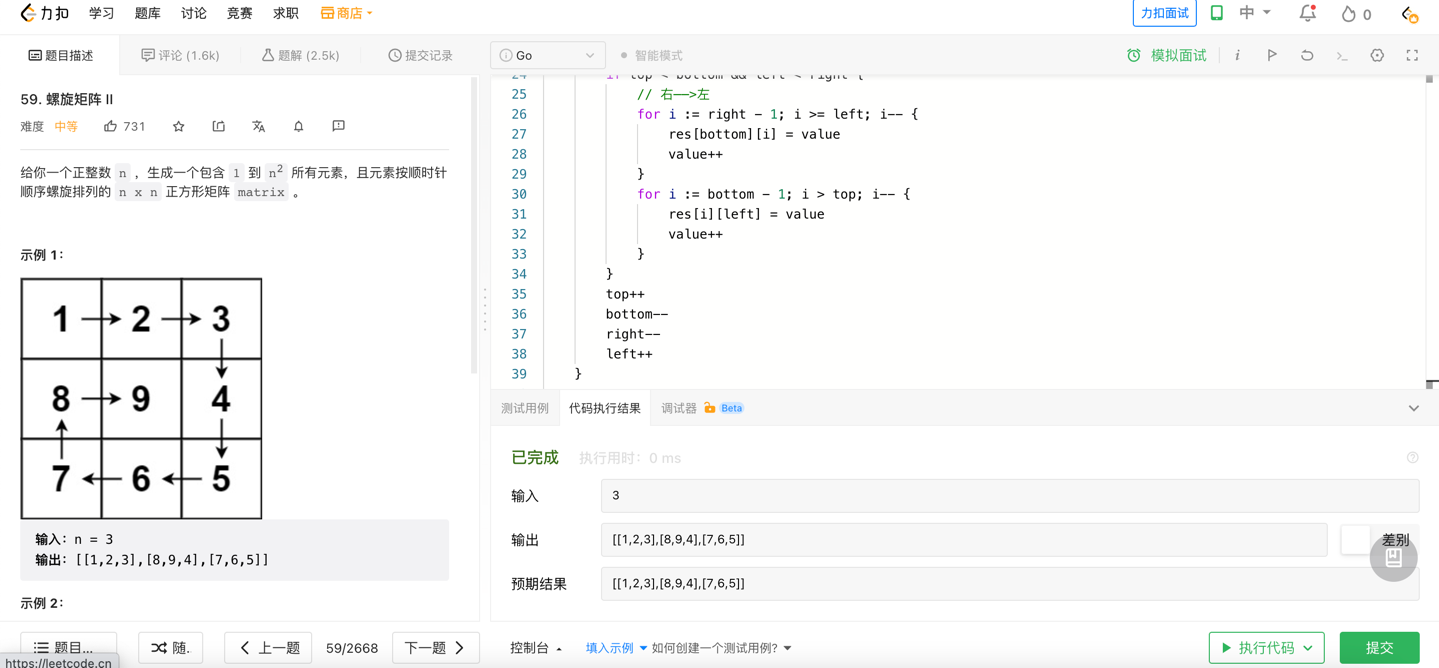 力扣 学习 题库 讨论 竞赛 求职 商店 力扣面试 中 0
题目描述 评论 (1.6k) 题解 (2.5k) 提交记录
59. 螺旋矩阵 II
难度 中等 731
给你一个正整数 n ，生成一个包含 1 到 n² 所有元素，且元素按顺时针
顺序螺旋排列的 n x n 正方形矩阵 matrix 。
示例 1：
1 2 3
8 9 4
7 6 5
输入：n = 3
输出：[[1,2,3],[8,9,4],[7,6,5]]
示例 2：
题目... 随. 上一题 59/2668 下一题
https://leetcode.cn
Go 智能模式 模拟面试 i
24 if top < bottom && left < right {
25 // 右——>左
26 for i := right - 1; i >= left; i-- {
27 res[bottom][i] = value
28 value++
29 }
30 for i := bottom - 1; i > top; i-- {
31 res[i][left] = value
32 value++
33 }
34 }
35 top++
36 bottom--
37 right--
38 left++
39 }
测试用例 代码执行结果 调试器 Beta
已完成 执行用时：0 ms
输入 3
输出 [[1,2,3],[8,9,4],[7,6,5]] 差别
预期结果 [[1,2,3],[8,9,4],[7,6,5]]
控制台 填入示例 如何创建一个测试用例? 执行代码 提交